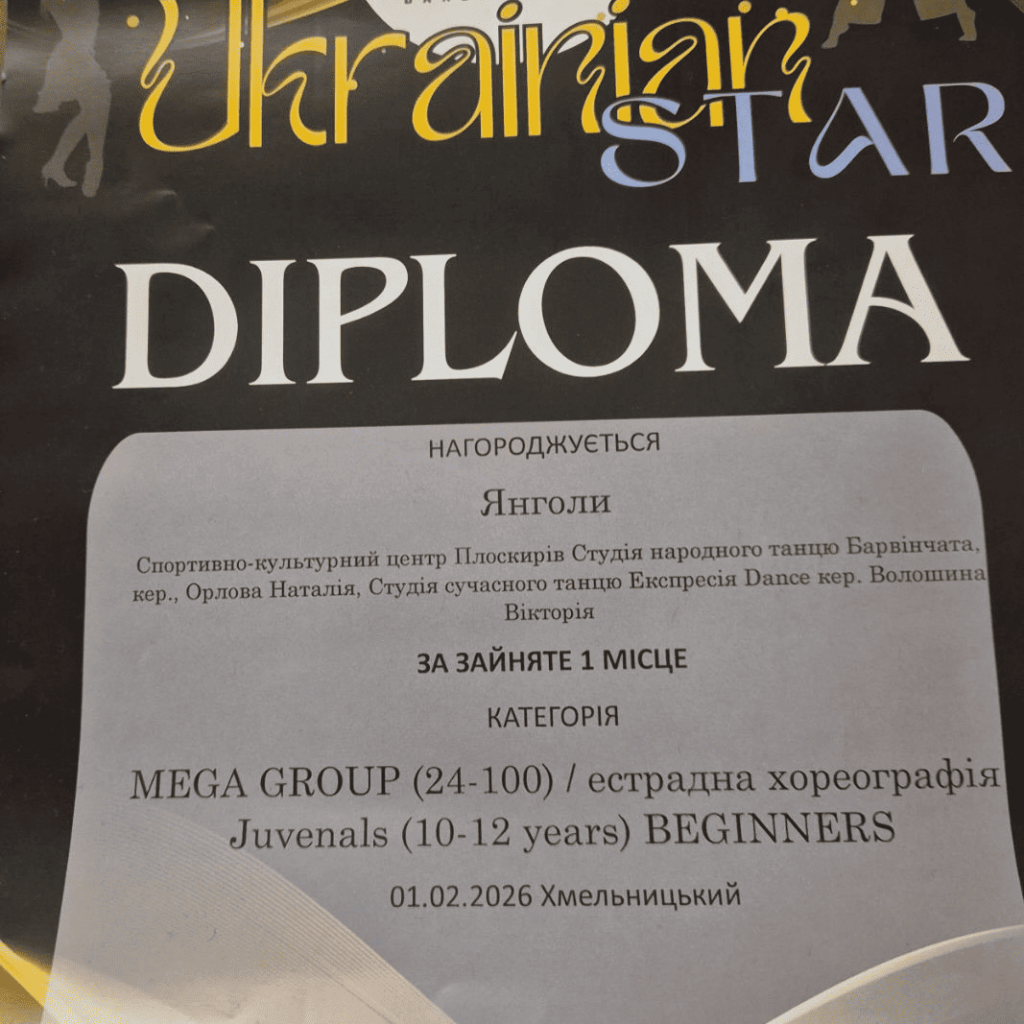 Ukrainian
STAR
DIPLOMA
НАГОРОДЖУЄТЬСЯ
Янголи
Спортивно-культурний центр Плоскирів Студія народного танцю Барвінчата,
кер., Орлова Наталія, Студія сучасного танцю Експресія Dance кер. Волошина
Вікторія
ЗА ЗАЙНЯТЕ 1 МІСЦЕ
КАТЕГОРІЯ
MEGA GROUP (24-100) / естрадна хореографія
Juvenals (10-12 years) BEGINNERS
01.02.2026 Хмельницький